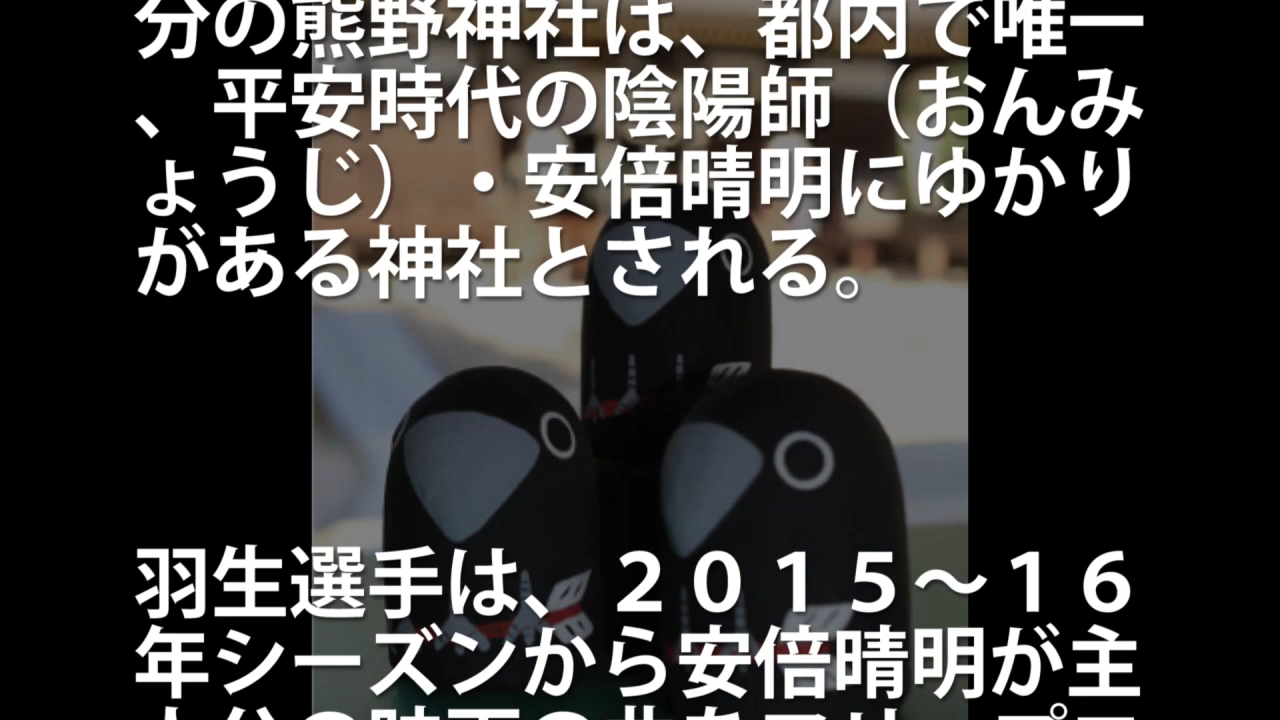 分の熊野神社は、都内で唯一
、平安時代の陰陽師（おんみ
ょうじ）・安倍晴明にゆかり
がある神社とされる。
羽生選手は、２０１５～１６
年シーズンから安倍晴明が主